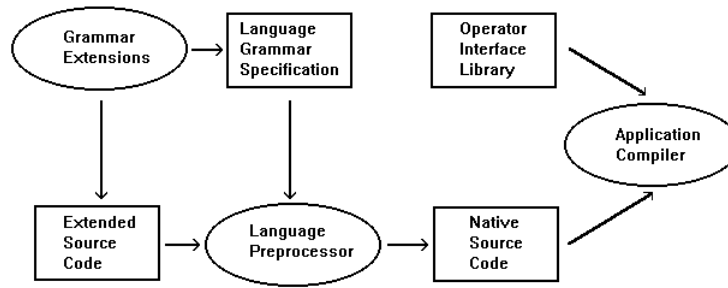 Grammar
Extensions
Language
Grammar
Specification
Operator
Interface
Library
Application
Compiler
Extended
Source
Code
Language
Preprocessor
Native
Source
Code